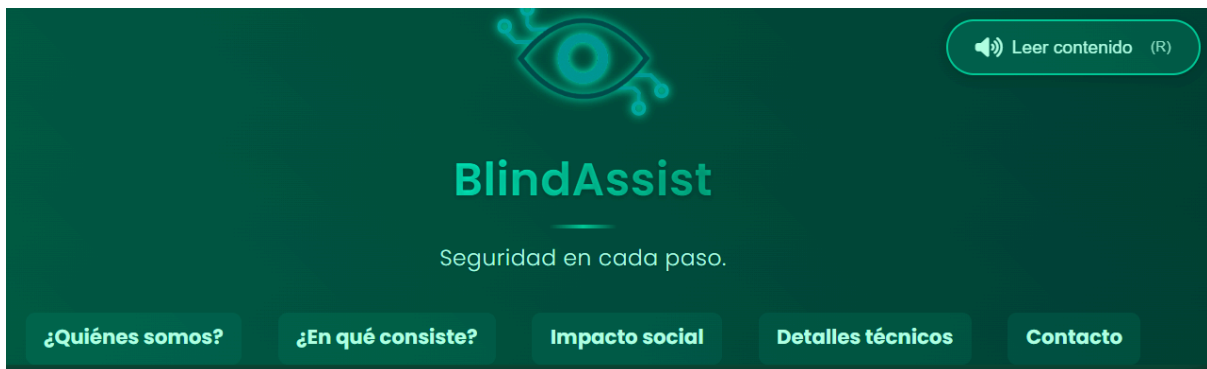 Leer contenido (R)
BlindAssist
Seguridad en cada paso.
¿Quiénes somos? ¿En qué consiste? Impacto social Detalles técnicos Contacto